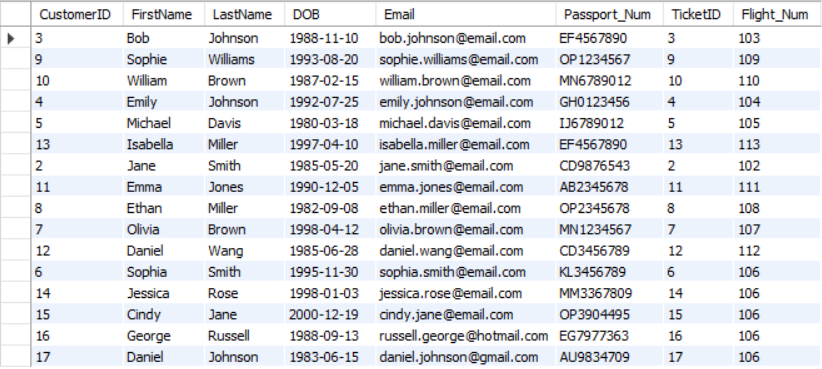 CustomerID FirstName LastName DOB Email Passport_Num TicketID Flight_Num
3 Bob Johnson 1988-11-10 bob.johnson@email.com EF4567890 3 103
9 Sophie Williams 1993-08-20 sophie.williams@email.com OP1234567 9 109
10 William Brown 1987-02-15 william.brown@email.com MN6789012 10 110
4 Emily Johnson 1992-07-25 emily.johnson@email.com GH0123456 4 104
5 Michael Davis 1980-03-18 michael.davis@email.com IJ6789012 5 105
13 Isabella Miller 1997-04-10 isabella.miller@email.com EF4567890 13 113
2 Jane Smith 1985-05-20 jane.smith@email.com CD9876543 2 102
11 Emma Jones 1990-12-05 emma.jones@email.com AB2345678 11 111
8 Ethan Miller 1982-09-08 ethan.miller@email.com OP2345678 8 108
7 Olivia Brown 1998-04-12 olivia.brown@email.com MN1234567 7 107
12 Daniel Wang 1985-06-28 daniel.wang@email.com CD3456789 12 112
6 Sophia Smith 1995-11-30 sophia.smith@email.com KL3456789 6 106
14 Jessica Rose 1998-01-03 jessica.rose@email.com MM3367809 14 106
15 Cindy Jane 2000-12-19 cindy.jane@email.com OP3904495 15 106
16 George Russell 1988-09-13 russell.george@hotmail.com EG7977363 16 106
17 Daniel Johnson 1983-06-15 daniel.johnson@gmail.com AU9834709 17 106